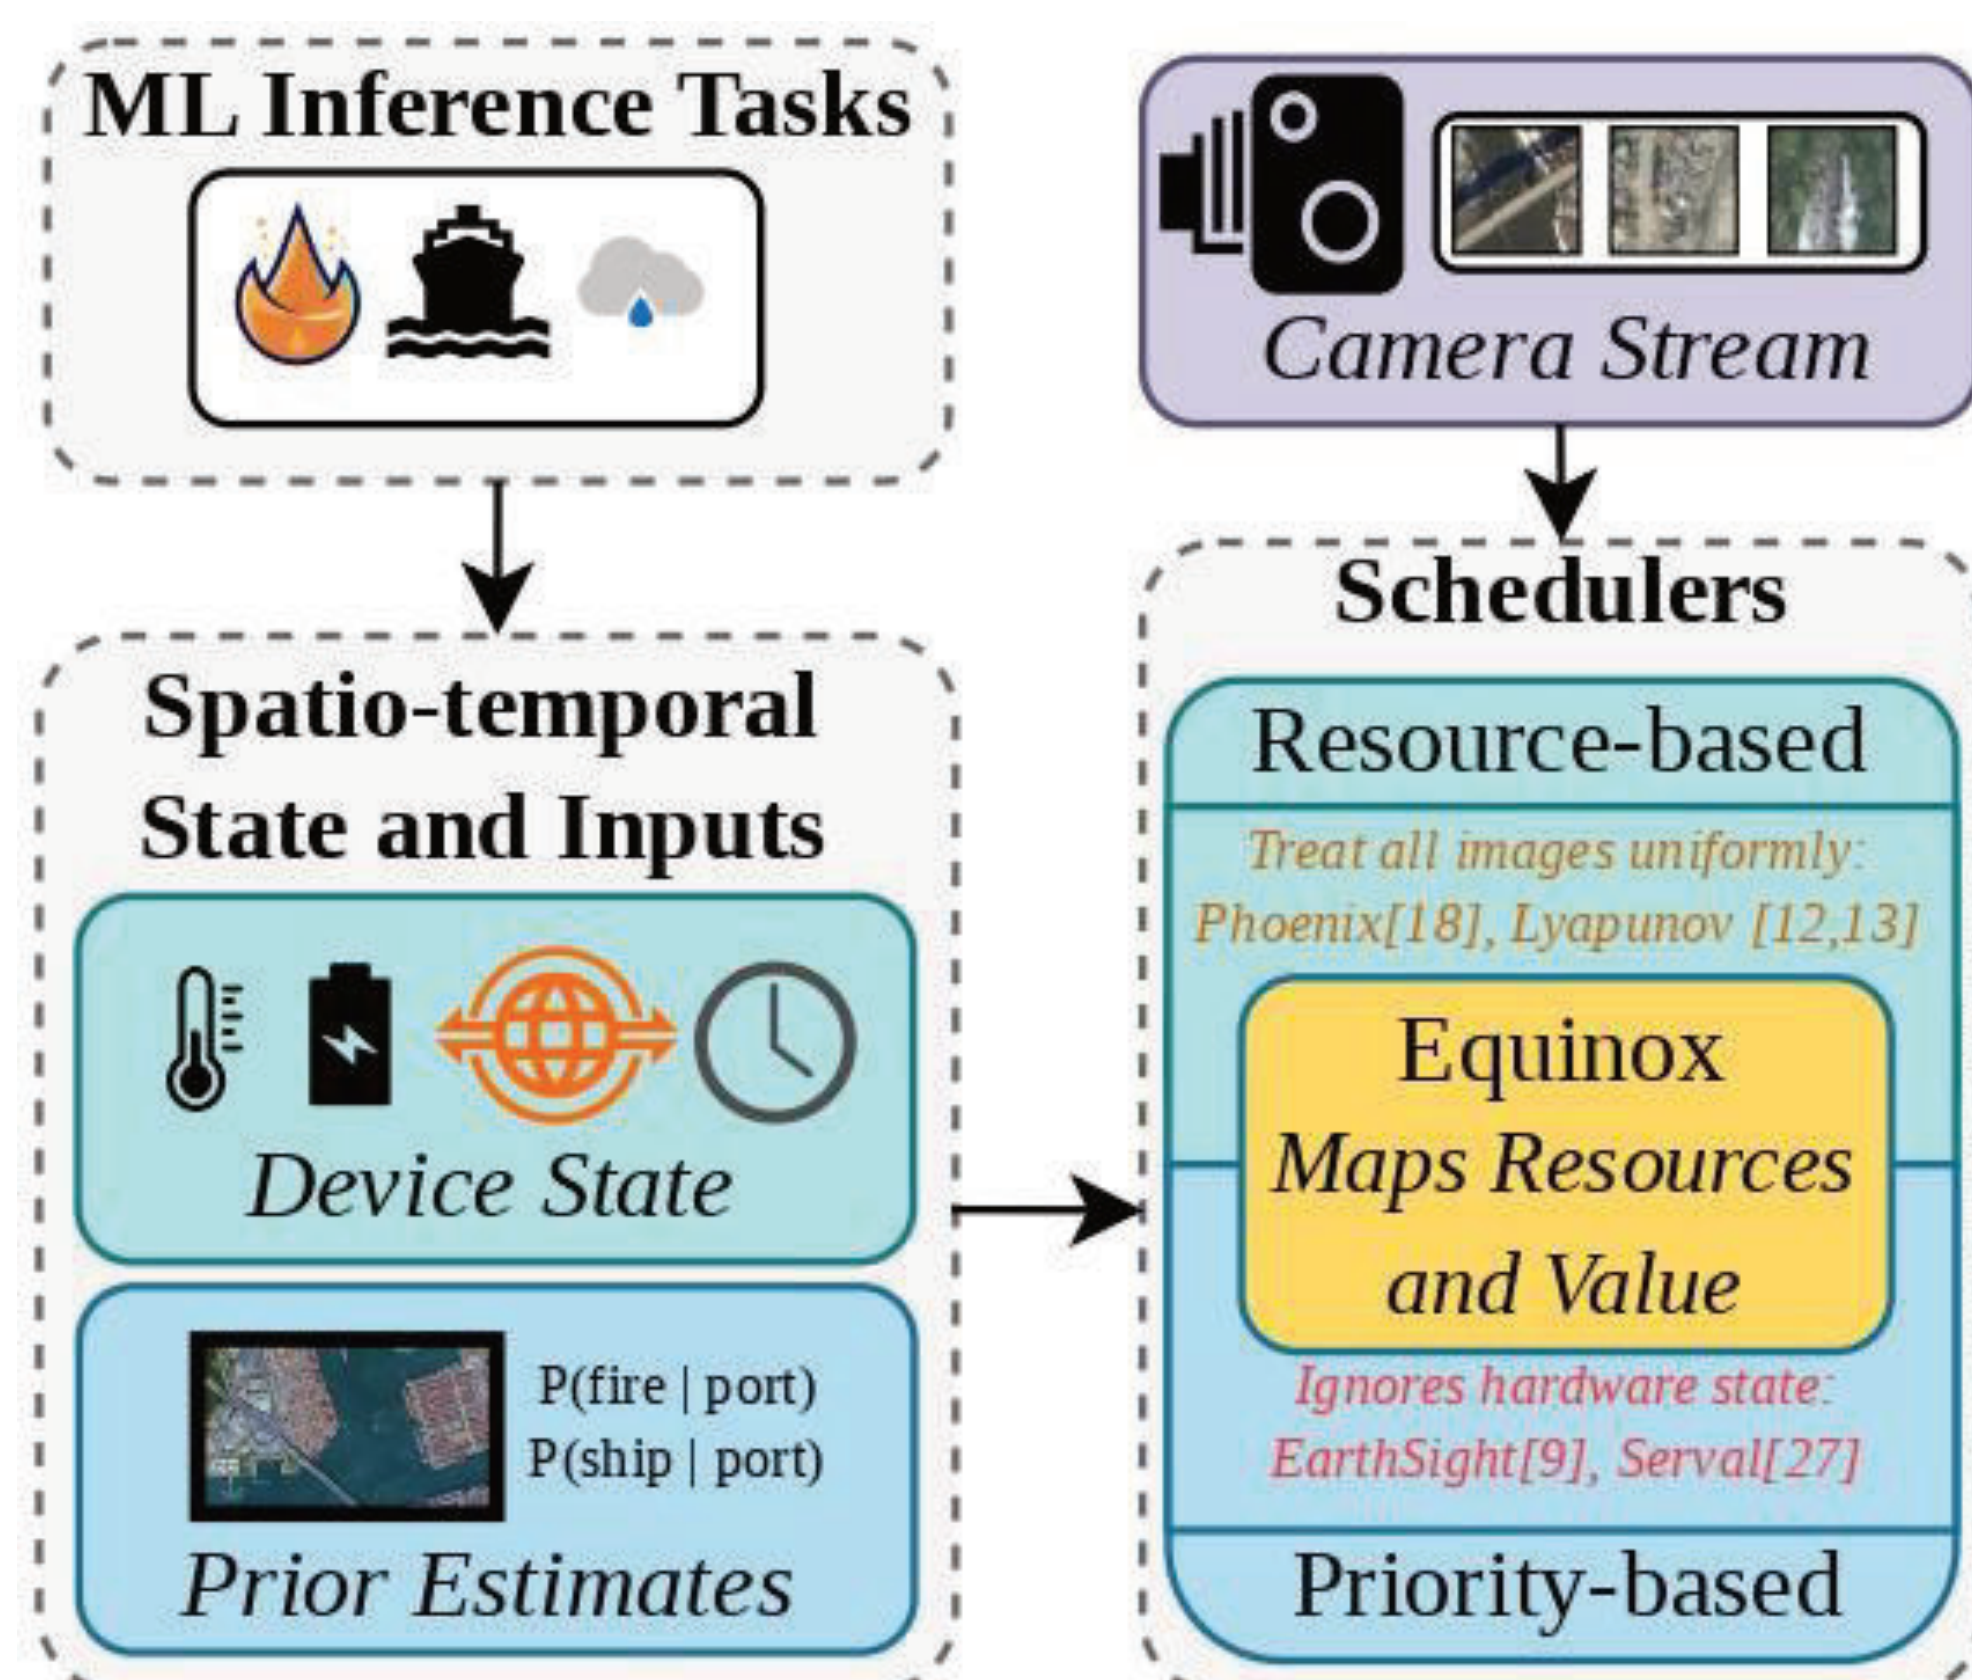 ML Inference Tasks
Camera Stream
Spatio-temporal
State and Inputs
Device State
P(fire | port)
P(ship | port)
Prior Estimates
Schedulers
Resource-based
Treat all images uniformly:
Phoenix[18], Lyapunov [12,13]
Equinox
Maps Resources
and Value
Ignores hardware state:
EarthSight[9], Serval[27]
Priority-based